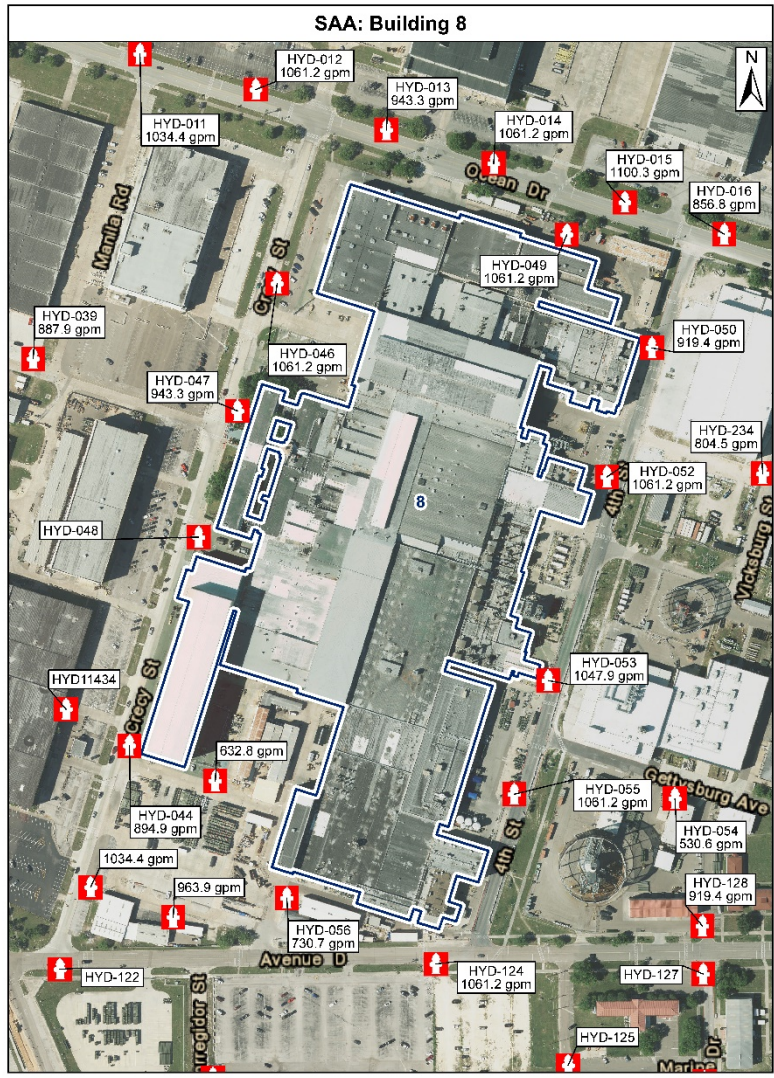 SAA: Building 8
N
HYD-012
1061.2 gpm
HYD-013
943.3 gpm
HYD-011
1034.4 gpm
HYD-014
1061.2 gpm
HYD-015
1100.3 gpm
HYD-016
856.8 gpm
Ocean Dr
Manila Rd
HYD-049
1061.2 gpm
Crecy St
HYD-039
887.9 gpm
HYD-046
1061.2 gpm
HYD-050
919.4 gpm
HYD-047
943.3 gpm
HYD-234
804.5 gpm
HYD-052
1061.2 gpm
4th St
8
HYD-048
Vicksburg St
HYD-053
1047.9 gpm
HYD11434
Crecy St
632.8 gpm
Gettysburg Ave
HYD-055
1061.2 gpm
HYD-044
894.9 gpm
HYD-054
530.6 gpm
4th St
1034.4 gpm
963.9 gpm
HYD-128
919.4 gpm
HYD-056
730.7 gpm
Avenue D
HYD-122
HYD-124
1061.2 gpm
HYD-127
rregidor St
HYD-125
Marine Dr